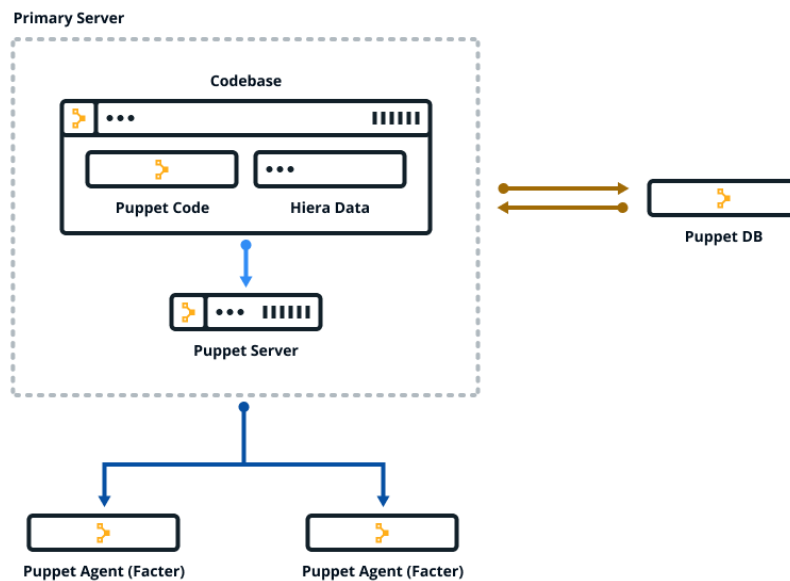 Primary Server
Codebase
Puppet Code
Hiera Data
Puppet DB
Puppet Server
Puppet Agent (Facter)
Puppet Agent (Facter)